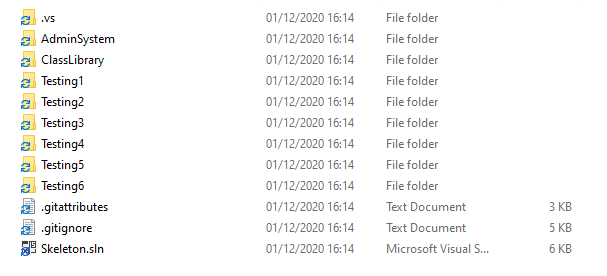 .vs 01/12/2020 16:14 File folder
AdminSystem 01/12/2020 16:14 File folder
ClassLibrary 01/12/2020 16:14 File folder
Testing1 01/12/2020 16:14 File folder
Testing2 01/12/2020 16:14 File folder
Testing3 01/12/2020 16:14 File folder
Testing4 01/12/2020 16:14 File folder
Testing5 01/12/2020 16:14 File folder
Testing6 01/12/2020 16:14 File folder
.gitattributes 01/12/2020 16:14 Text Document 3 KB
.gitignore 01/12/2020 16:14 Text Document 5 KB
Skeleton.sln 01/12/2020 16:14 Microsoft Visual S... 6 KB